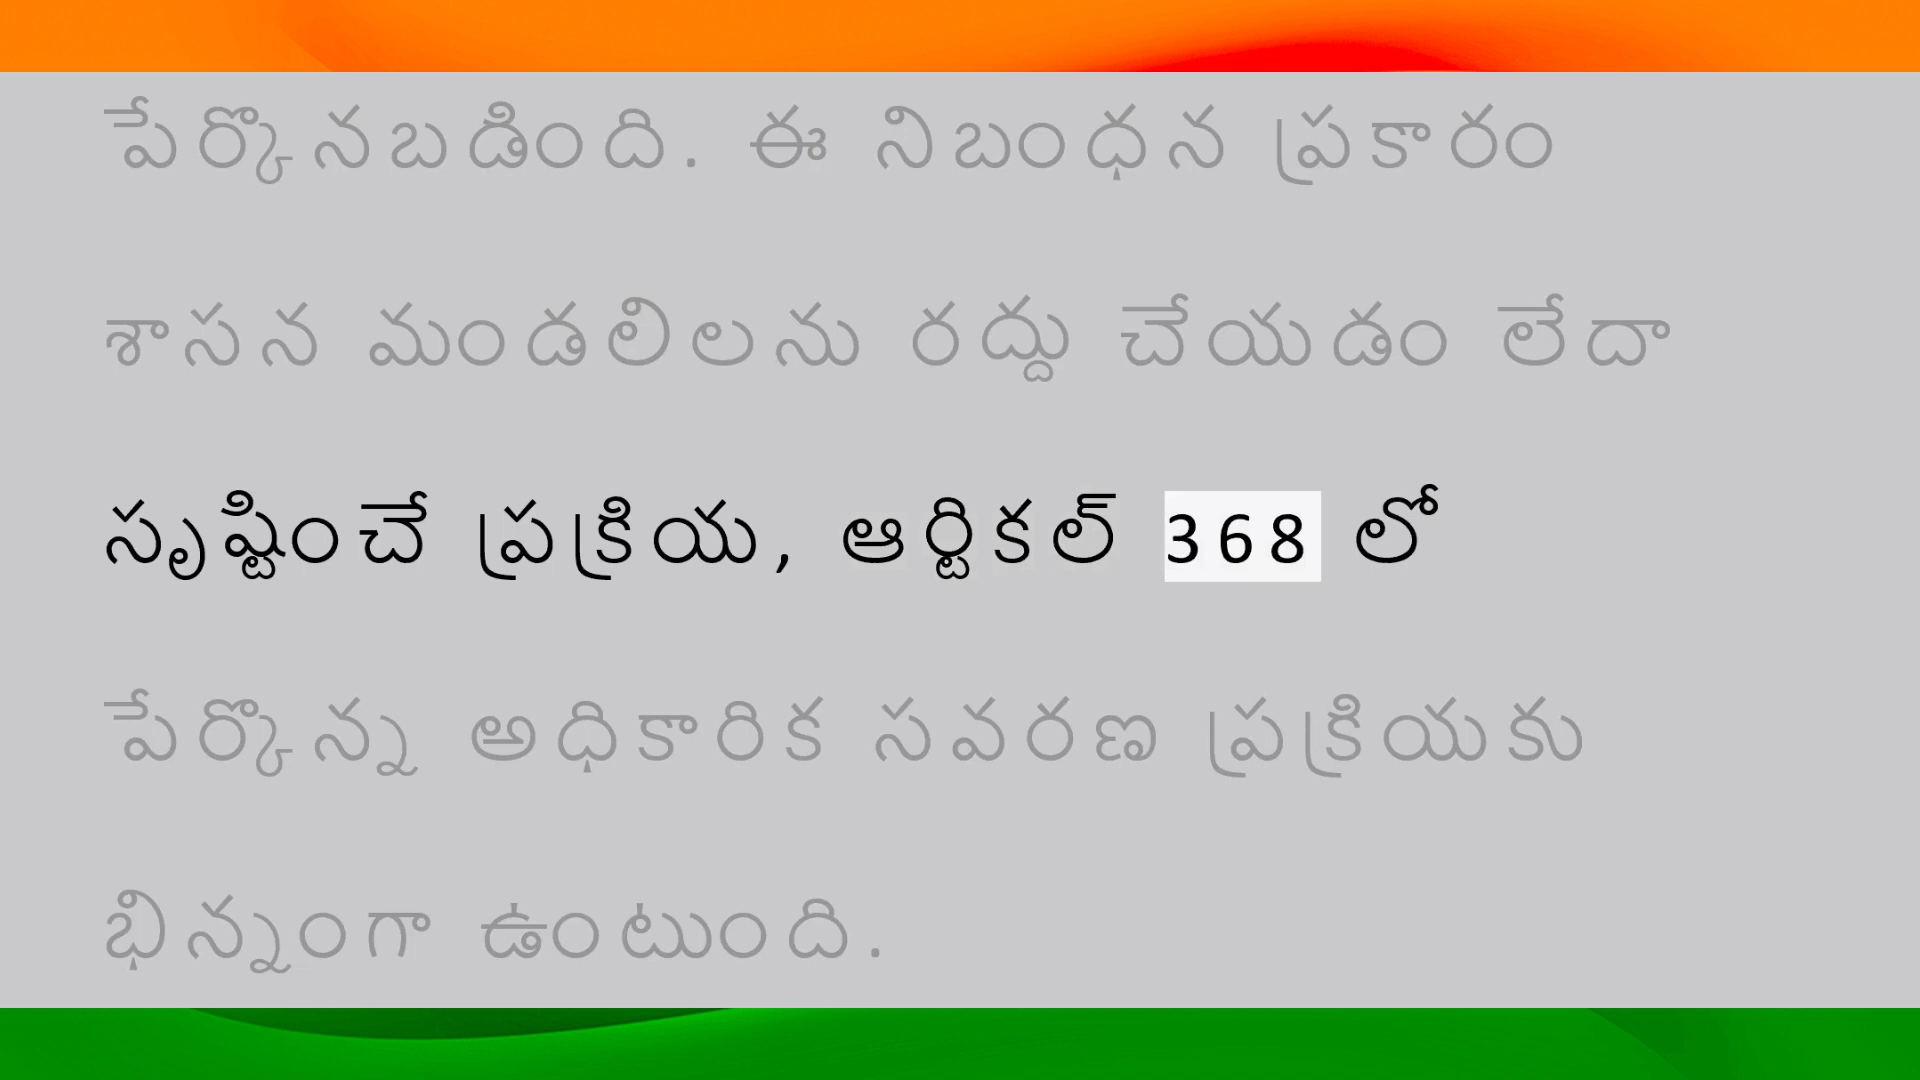 పేర్కొనబడింది. ఈ నిబంధన ప్రకారం
శాసన మండలిలను రద్దు చేయడం లేదా
సృష్టించే ప్రక్రియ, ఆర్టికల్ 368 లో
పేర్కొన్న అధికారిక సవరణ ప్రక్రియకు
భిన్నంగా ఉంటుంది.